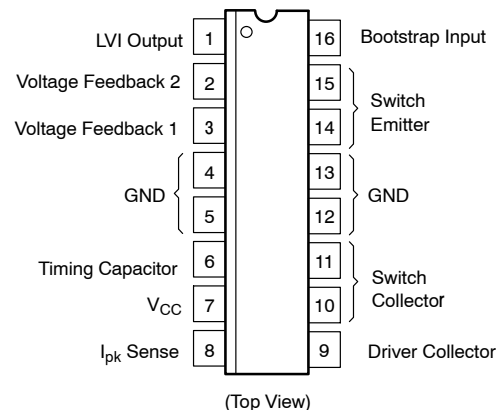 LVI Output 1 16 Bootstrap Input
Voltage Feedback 2 2 15
Switch
Emitter
Voltage Feedback 1 3 14
4 13
GND GND
5 12
Timing Capacitor 6 11
Switch
Collector
VCC 7 10
Ipk Sense 8 9 Driver Collector
(Top View)